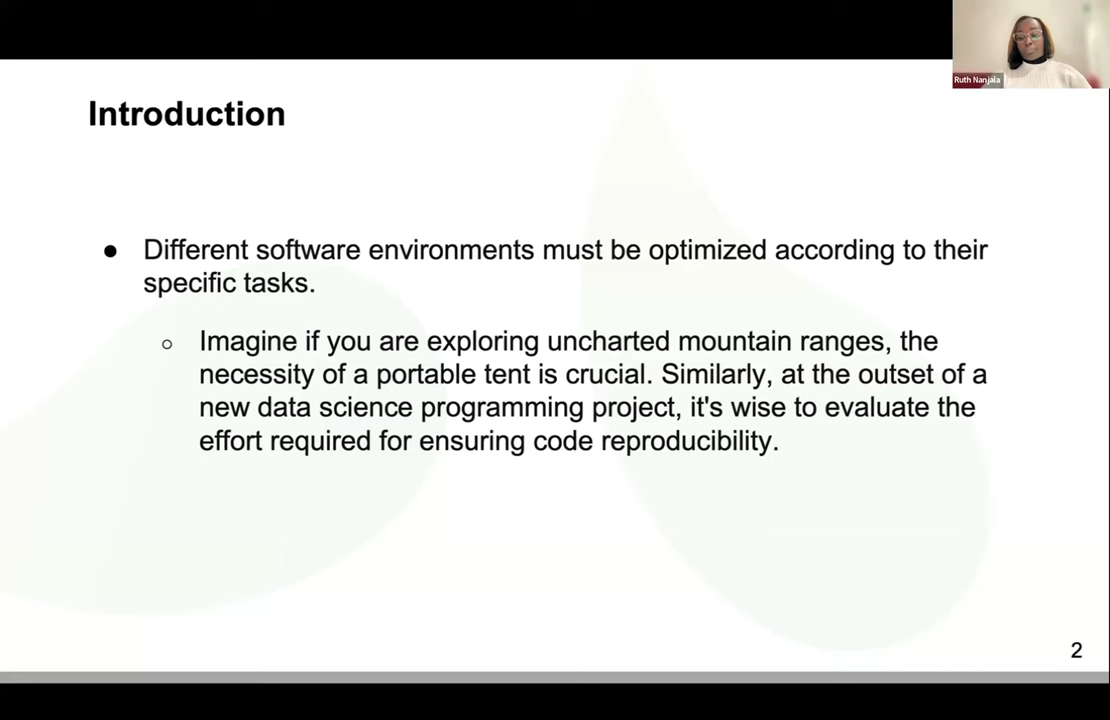 Ruth Nanjala
Introduction
● Different software environments must be optimized according to their
specific tasks.
○ Imagine if you are exploring uncharted mountain ranges, the
necessity of a portable tent is crucial. Similarly, at the outset of a
new data science programming project, it's wise to evaluate the
effort required for ensuring code reproducibility.
2